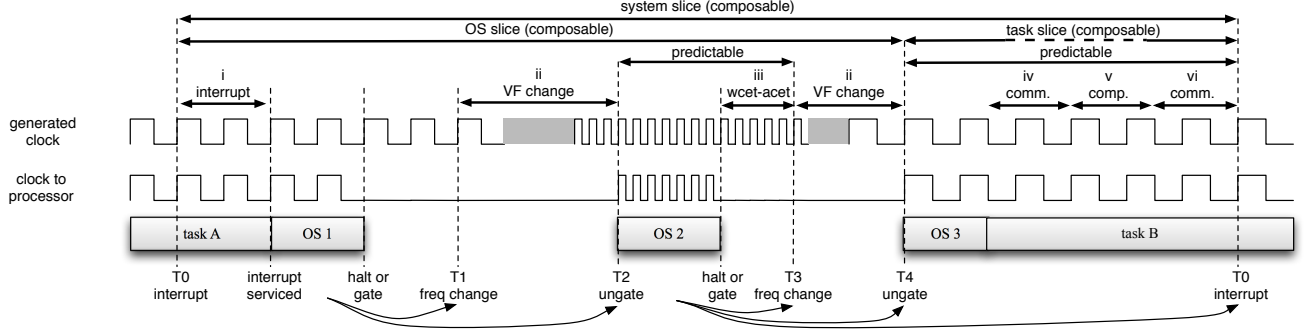 system slice (composable)
OS slice (composable)
task slice (composable)
predictable
predictable
i
interrupt
ii
VF change
iii
wcet-acet
ii
VF change
iv
comm.
v
comp.
vi
comm.
generated
clock
clock to
processor
task A
OS 1
OS 2
OS 3
task B
T0
interrupt
interrupt
serviced
halt or
gate
T1
freq change
T2
ungate
halt or
gate
T3
freq change
T4
ungate
T0
interrupt